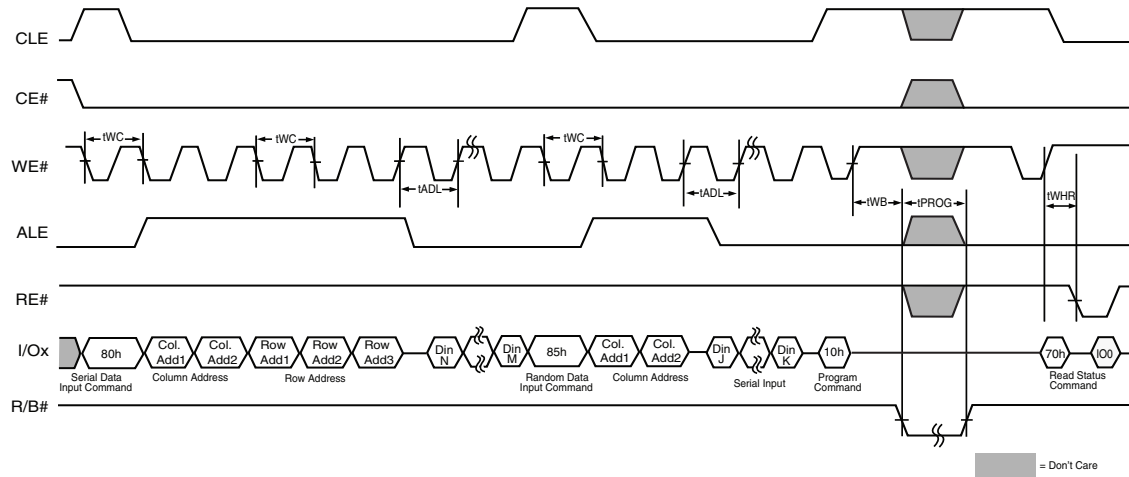 CLE
CE#
tWC
tWC
tWC
WE#
tADL
tADL
tWB
tPROG
tWHR
ALE
RE#
I/Ox
80h
Col. Add1
Col. Add2
Row Add1
Row Add2
Row Add3
Din N
Din M
85h
Col. Add1
Col. Add2
Din J
Din K
10h
70h
IO0
Serial Data Input Command
Column Address
Row Address
Random Data Input Command
Column Address
Serial Input
Program Command
Read Status Command
R/B#
= Don't Care